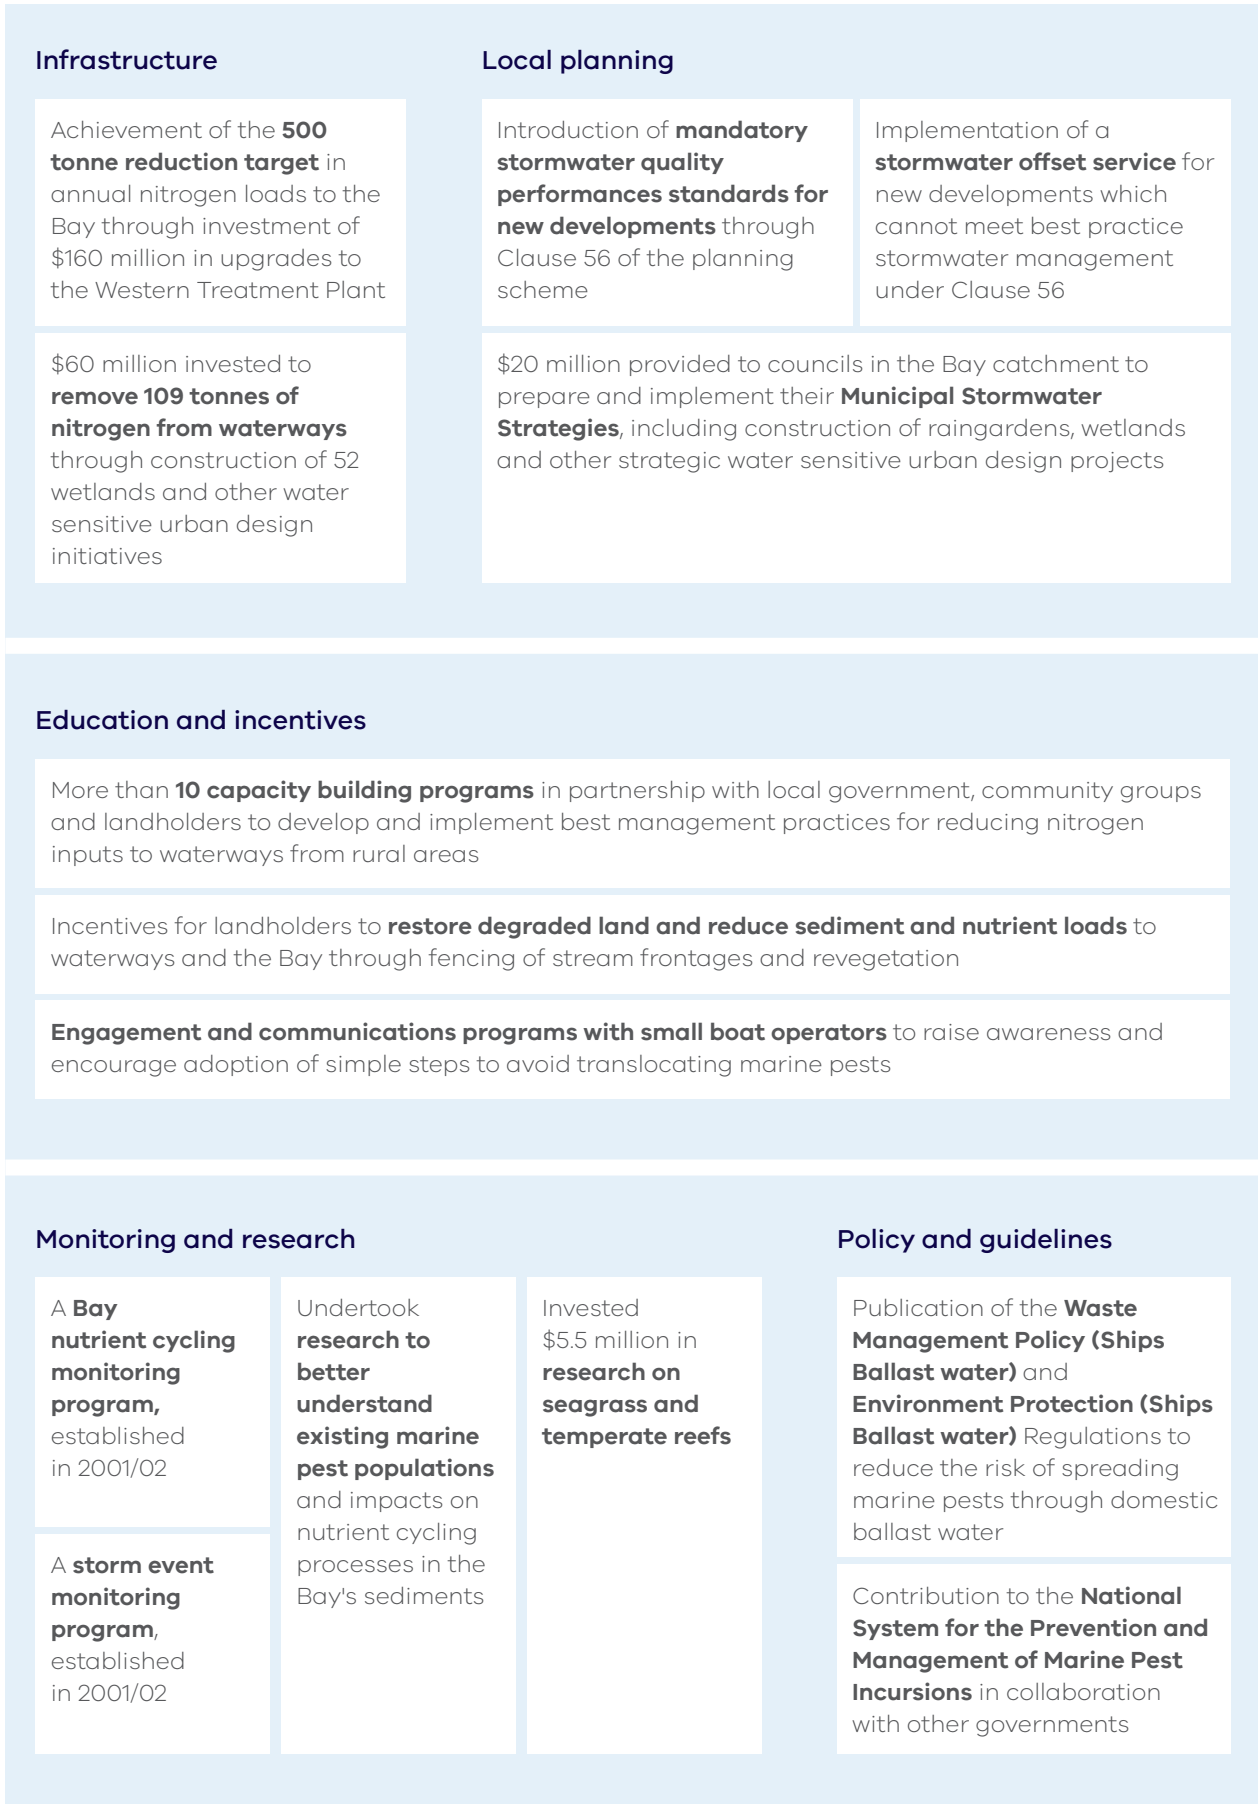 Infrastructure
Achievement of the 500
tonne reduction target in
annual nitrogen loads to the
Bay through investment of
$160 million in upgrades to
the Western Treatment Plant
$60 million invested to
remove 109 tonnes of
nitrogen from waterways
through construction of 52
wetlands and other water
sensitive urban design
initiatives
Local planning
Introduction of mandatory
stormwater quality
performances standards for
new developments through
Clause 56 of the planning
scheme
Implementation of a
stormwater offset service for
new developments which
cannot meet best practice
stormwater management
under Clause 56
$20 million provided to councils in the Bay catchment to
prepare and implement their Municipal Stormwater
Strategies, including construction of raingardens, wetlands
and other strategic water sensitive urban design projects
Education and incentives
More than 10 capacity building programs in partnership with local government, community groups
and landholders to develop and implement best management practices for reducing nitrogen
inputs to waterways from rural areas
Incentives for landholders to restore degraded land and reduce sediment and nutrient loads to
waterways and the Bay through fencing of stream frontages and revegetation
Engagement and communications programs with small boat operators to raise awareness and
encourage adoption of simple steps to avoid translocating marine pests
Monitoring and research
A Bay
nutrient cycling
monitoring
program,
established
in 2001/02
A storm event
monitoring
program,
established
in 2001/02
Undertook
research to
better
understand
existing marine
pest populations
and impacts on
nutrient cycling
processes in the
Bay's sediments
Invested
$5.5 million in
research on
seagrass and
temperate reefs
Policy and guidelines
Publication of the Waste
Management Policy (Ships
Ballast water) and
Environment Protection (Ships
Ballast water) Regulations to
reduce the risk of spreading
marine pests through domestic
ballast water
Contribution to the National
System for the Prevention and
Management of Marine Pest
Incursions in collaboration
with other governments